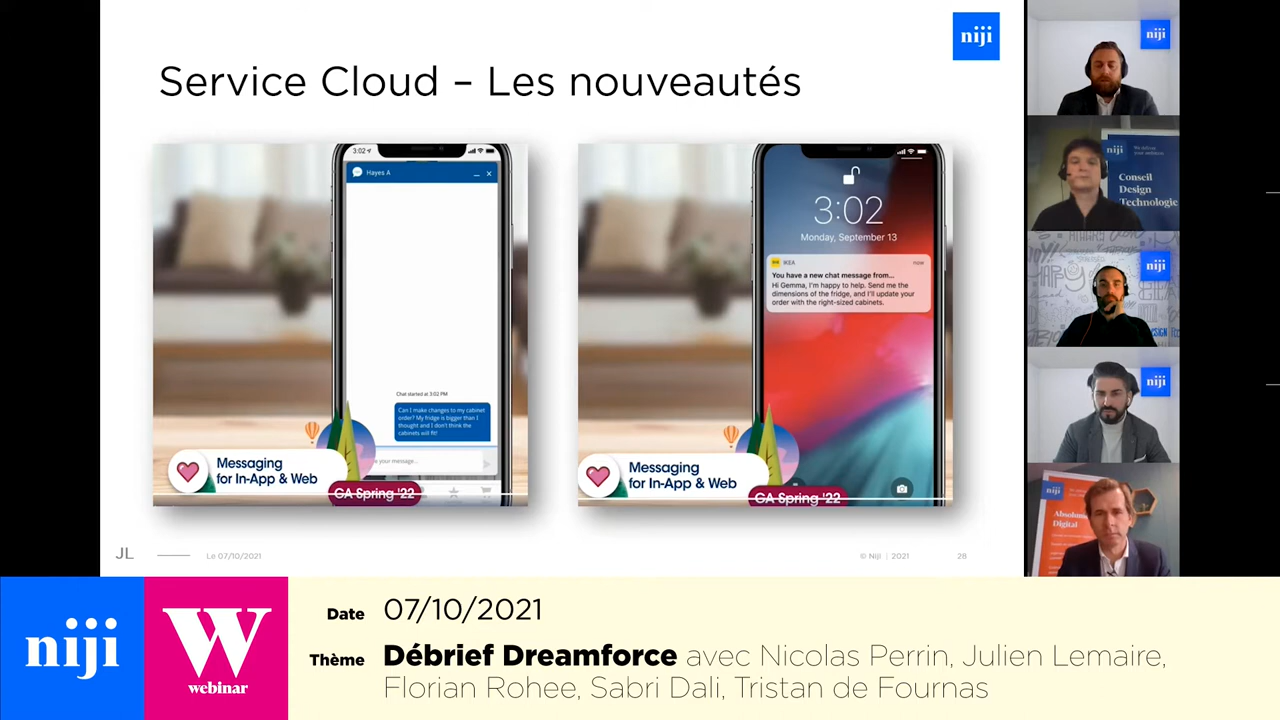 niji
Service Cloud – Les nouveautés
3:02
Hayes A
Chat started at 3:02 PM
Can I make changes to my cabinet
order? My fridge is bigger than I
thought and I don't think the
cabinets will fit!
your message...
Messaging
for In-App & Web
GA Spring '22
3:02
Monday, September 13
IKEA
now
You have a new chat message from...
Hi Gemma, I'm happy to help. Send me the
dimensions of the fridge, and I'll update your
order with the right-sized cabinets.
Messaging
for In-App & Web
GA Spring '22
JL
Le 07/10/2021
© Niji | 2021
28
niji
niji
Conseil
Design
Technologie
niji
niji
niji
Digital
niji
W
webinar
Date 07/10/2021
Thème Débrief Dreamforce avec Nicolas Perrin, Julien Lemaire,
Florian Rohee, Sabri Dali, Tristan de Fournas